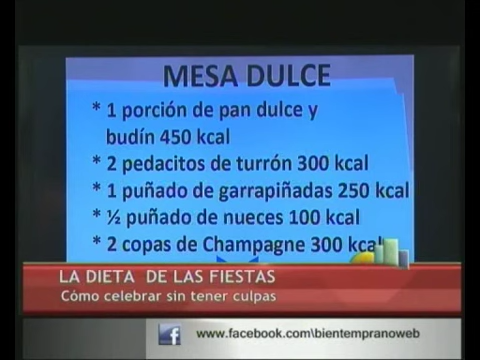 MESA DULCE
* 1 porción de pan dulce y
budín 450 kcal
* 2 pedacitos de turrón 300 kcal
* 1 puñado de garrapiñadas 250 kcal
* ½ puñado de nueces 100 kcal
* 2 copas de Champagne 300 kcal
LA DIETA DE LAS FIESTAS
Cómo celebrar sin tener culpas
f www.facebook.com/bientempranoweb